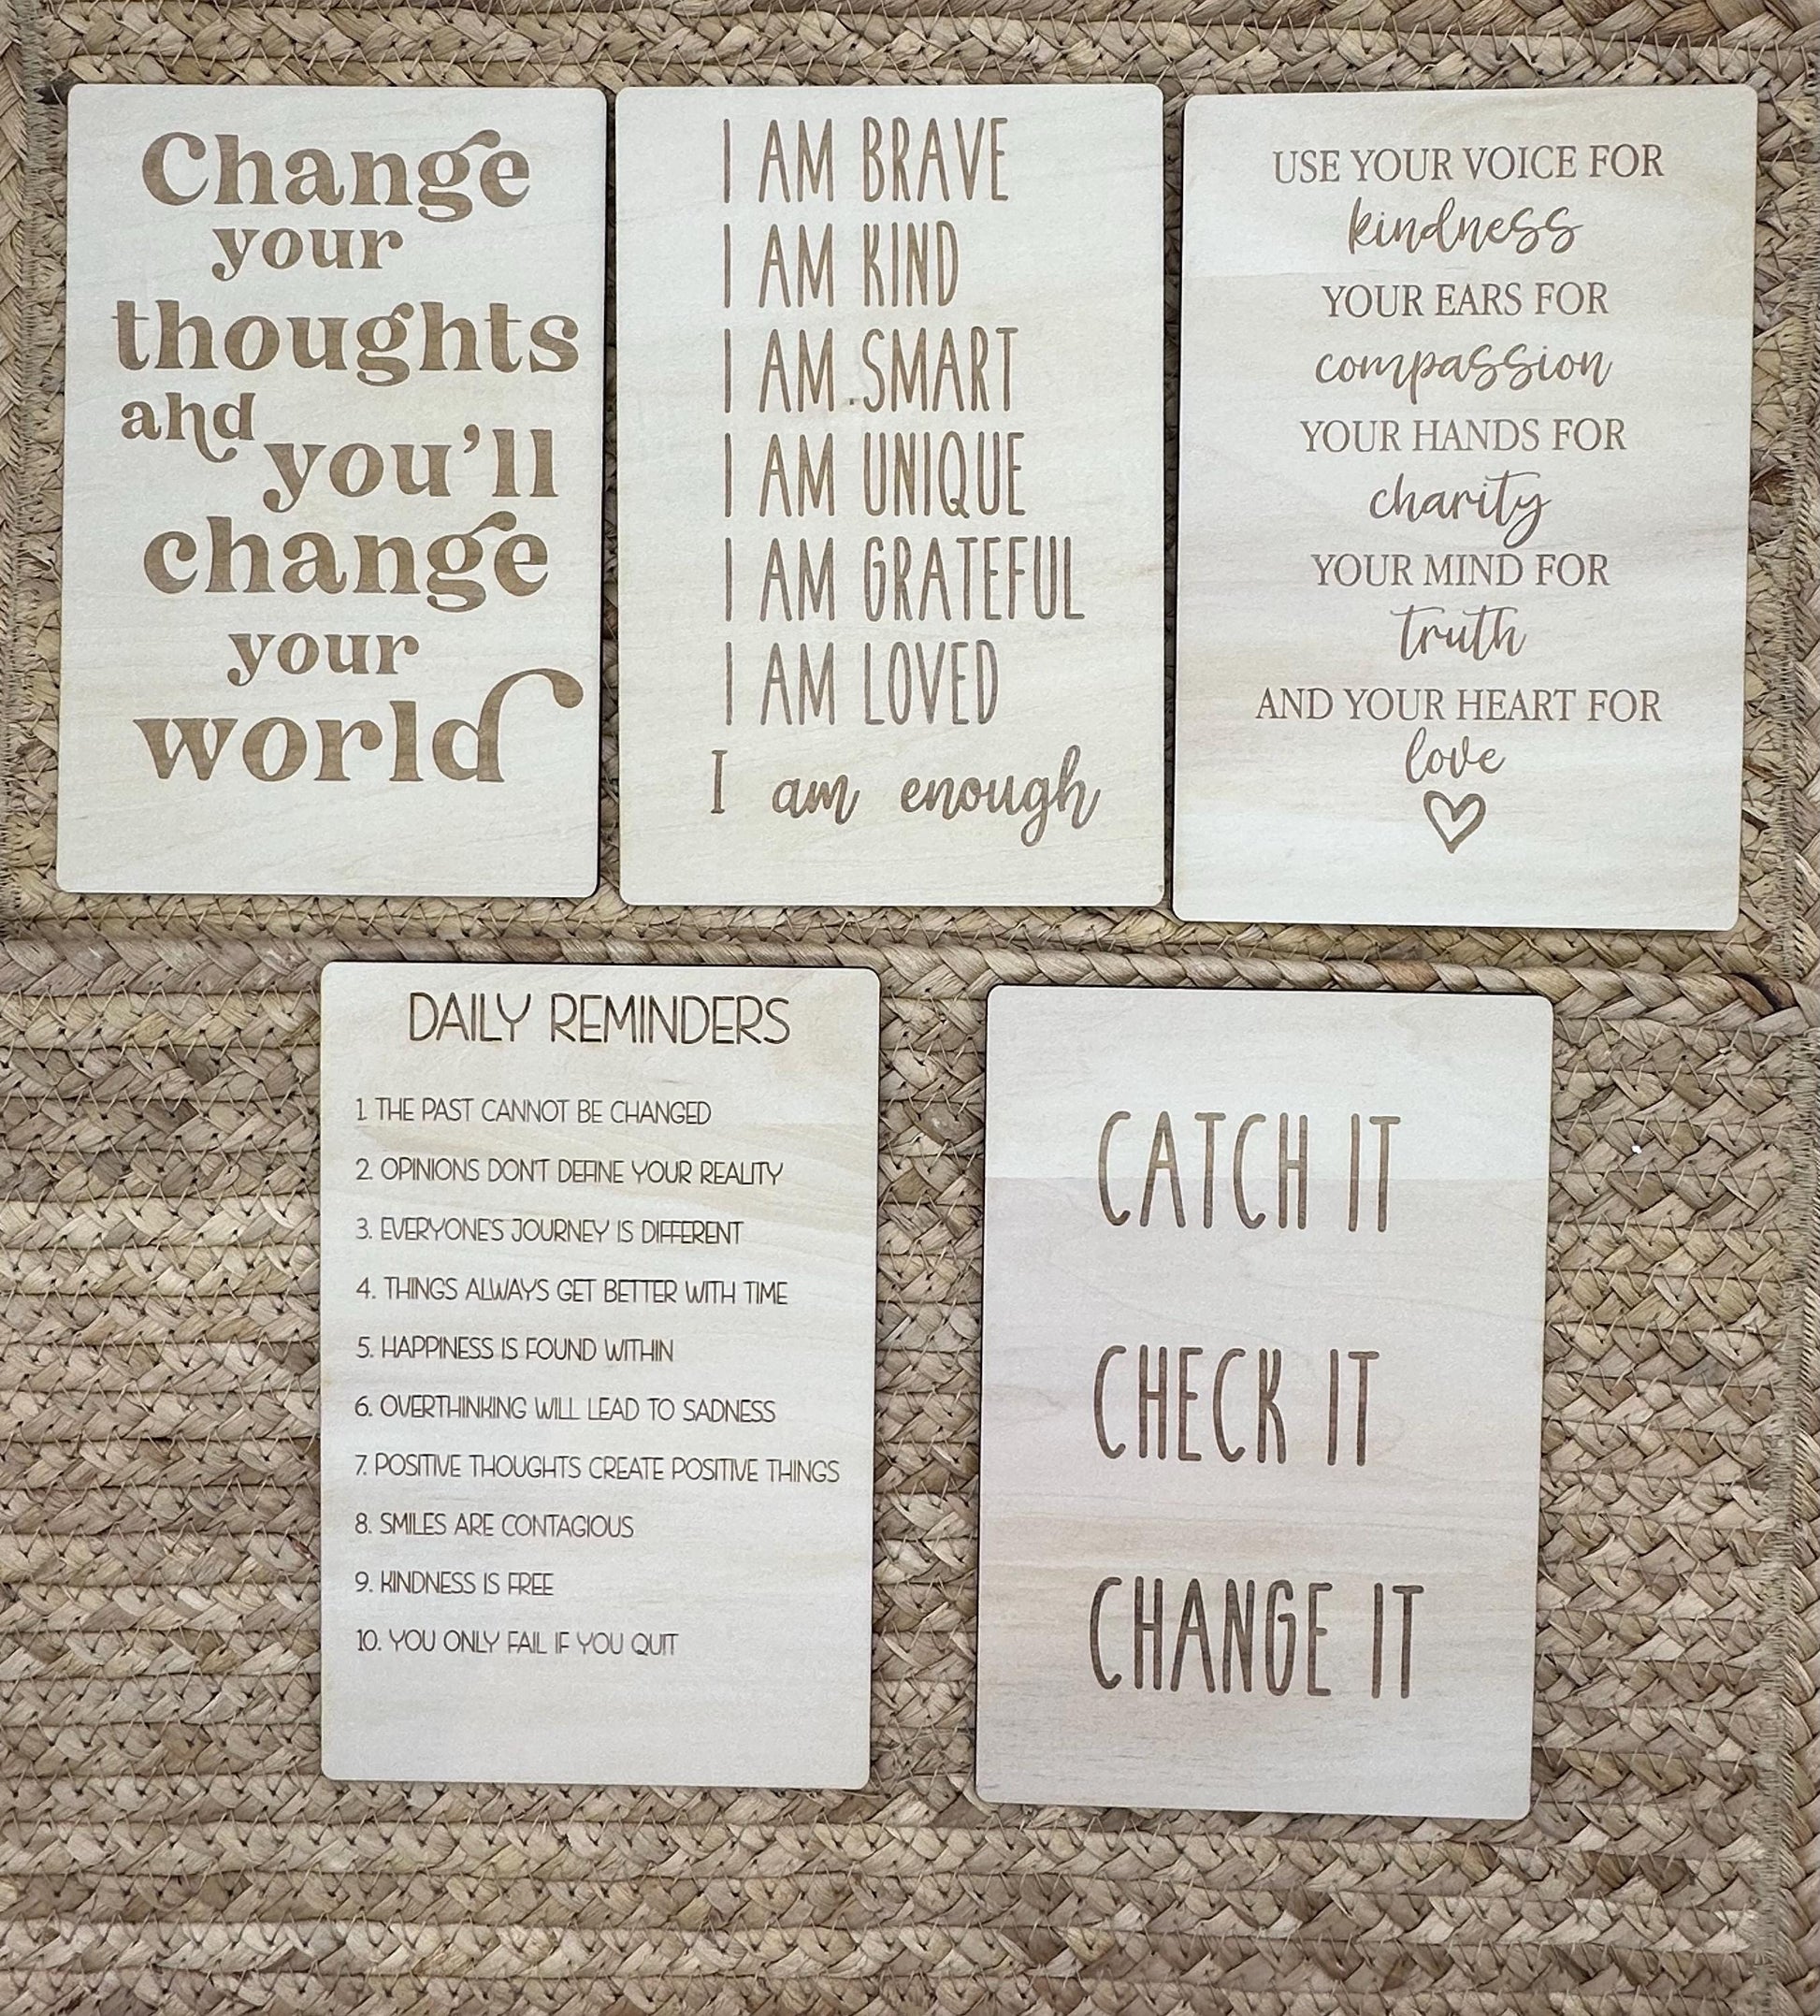 Change
your
thoughts
and
you'll
change
your
world
I AM BRAVE
I AM KIND
I AM SMART
I AM UNIQUE
I AM GRATEFUL
I AM LOVED
I am enough
USE YOUR VOICE FOR
kindness
YOUR EARS FOR
compassion
YOUR HANDS FOR
charity
YOUR MIND FOR
truth
AND YOUR HEART FOR
love
DAILY REMINDERS
1. THE PAST CANNOT BE CHANGED
2. OPINIONS DON'T DEFINE YOUR REALITY
3. EVERYONE'S JOURNEY IS DIFFERENT
4. THINGS ALWAYS GET BETTER WITH TIME
5. HAPPINESS IS FOUND WITHIN
6. OVERTHINKING WILL LEAD TO SADNESS
7. POSITIVE THOUGHTS CREATE POSITIVE THINGS
8. SMILES ARE CONTAGIOUS
9. KINDNESS IS FREE
10. YOU ONLY FAIL IF YOU QUIT
CATCH IT
CHECK IT
CHANGE IT